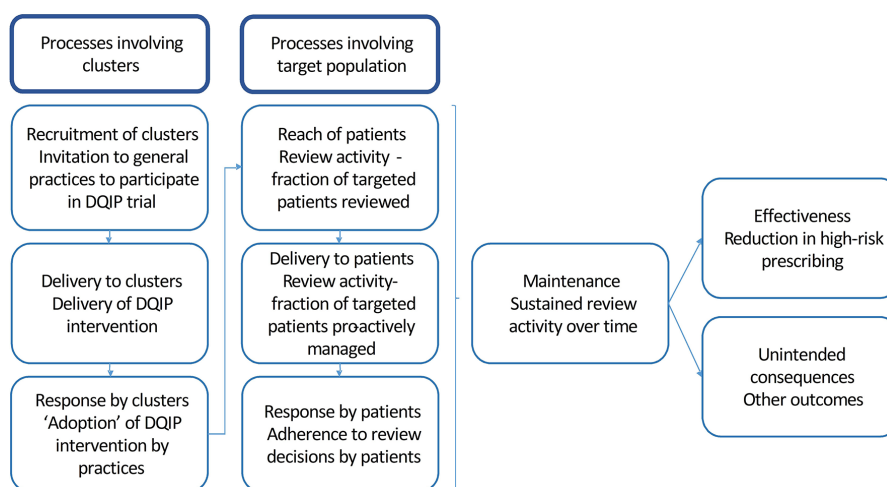 Processes involving
clusters
Processes involving
target population
Recruitment of clusters
Invitation to general
practices to participate
in DQIP trial
Delivery to clusters
Delivery of DQIP
intervention
Response by clusters
‘Adoption’ of DQIP
intervention by
practices
Reach of patients
Review activity -
fraction of targeted
patients reviewed
Delivery to patients
Review activity-
fraction of targeted
patients proactively
managed
Response by patients
Adherence to review
decisions by patients
Maintenance
Sustained review
activity over time
Effectiveness
Reduction in high-risk
prescribing
Unintended
consequences
Other outcomes